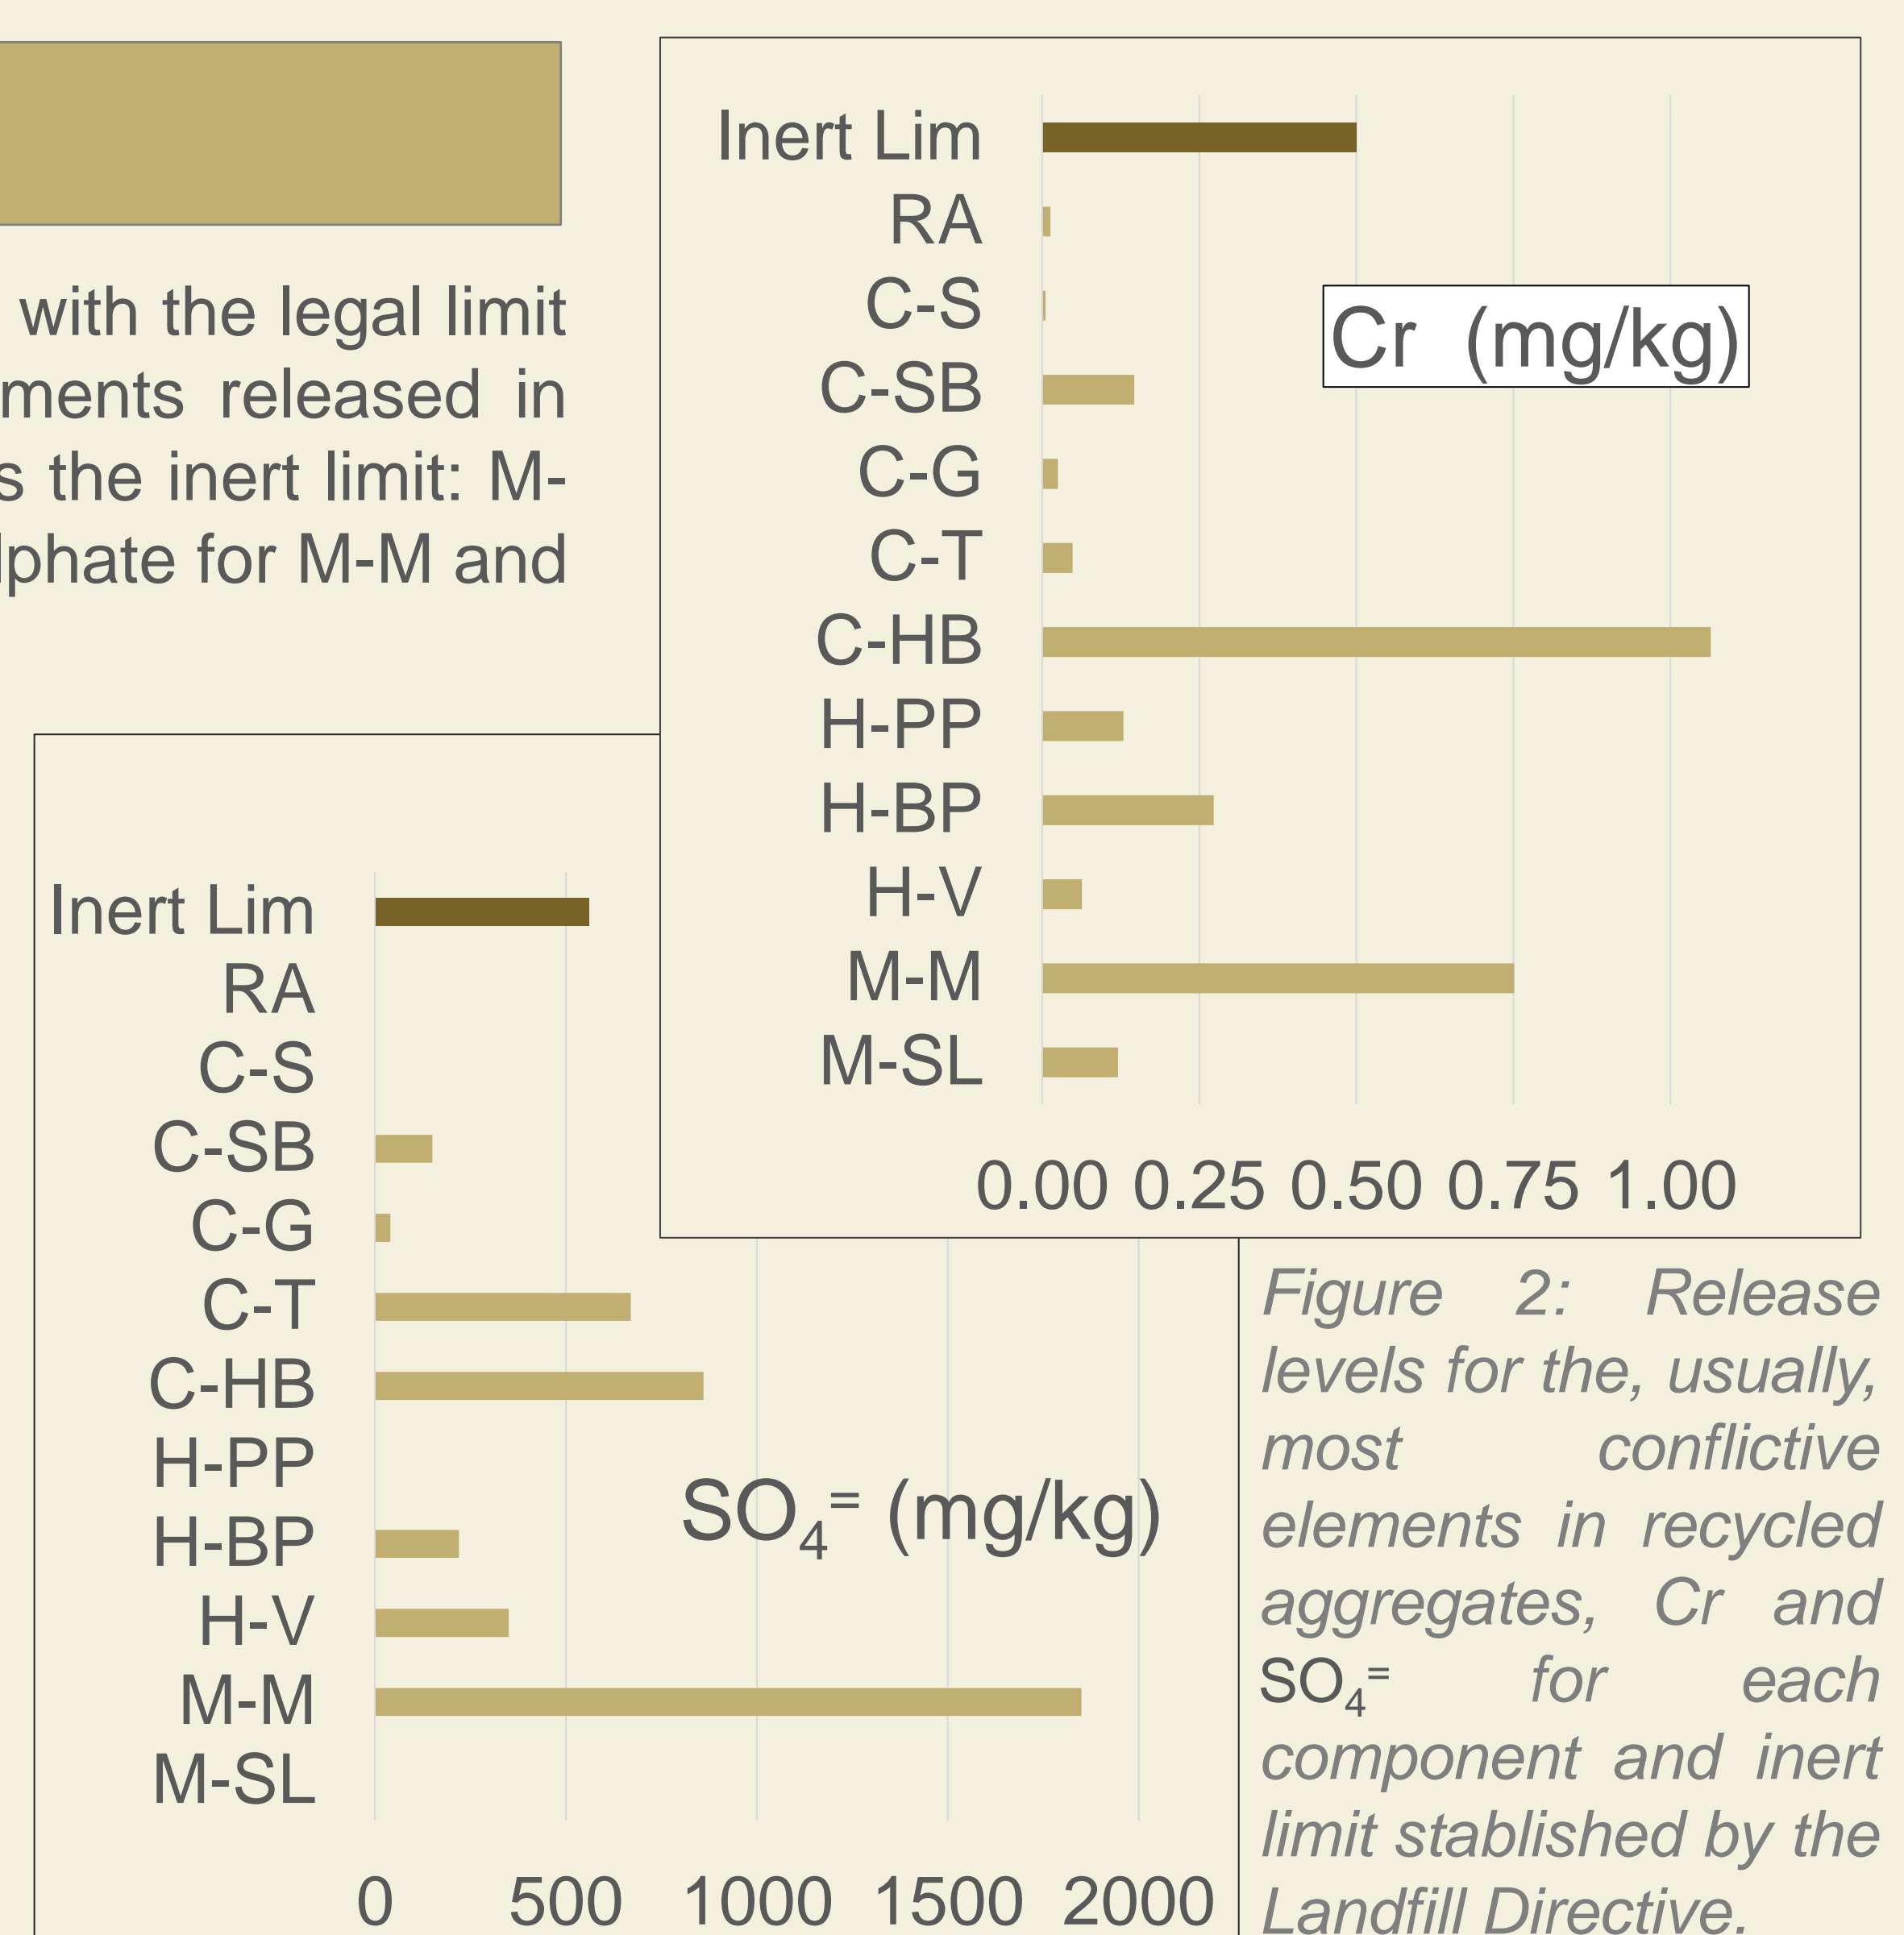 with the legal limit
ments released in
s the inert limit: M-
lphate for M-M and
Inert Lim
RA
C-S
C-SB
C-G
C-T
C-HB
H-PP
H-BP
H-V
M-M
M-SL
Cr (mg/kg)
0.00 0.25 0.50 0.75 1.00
Inert Lim
RA
C-S
C-SB
C-G
C-T
C-HB
H-PP
H-BP
H-V
M-M
M-SL
SO₄⁼ (mg/kg)
0 500 1000 1500 2000
Figure 2: Release
levels for the, usually,
most conflictive
elements in recycled
aggregates, Cr and
SO₄⁼ for each
component and inert
limit stablished by the
Landfill Directive.